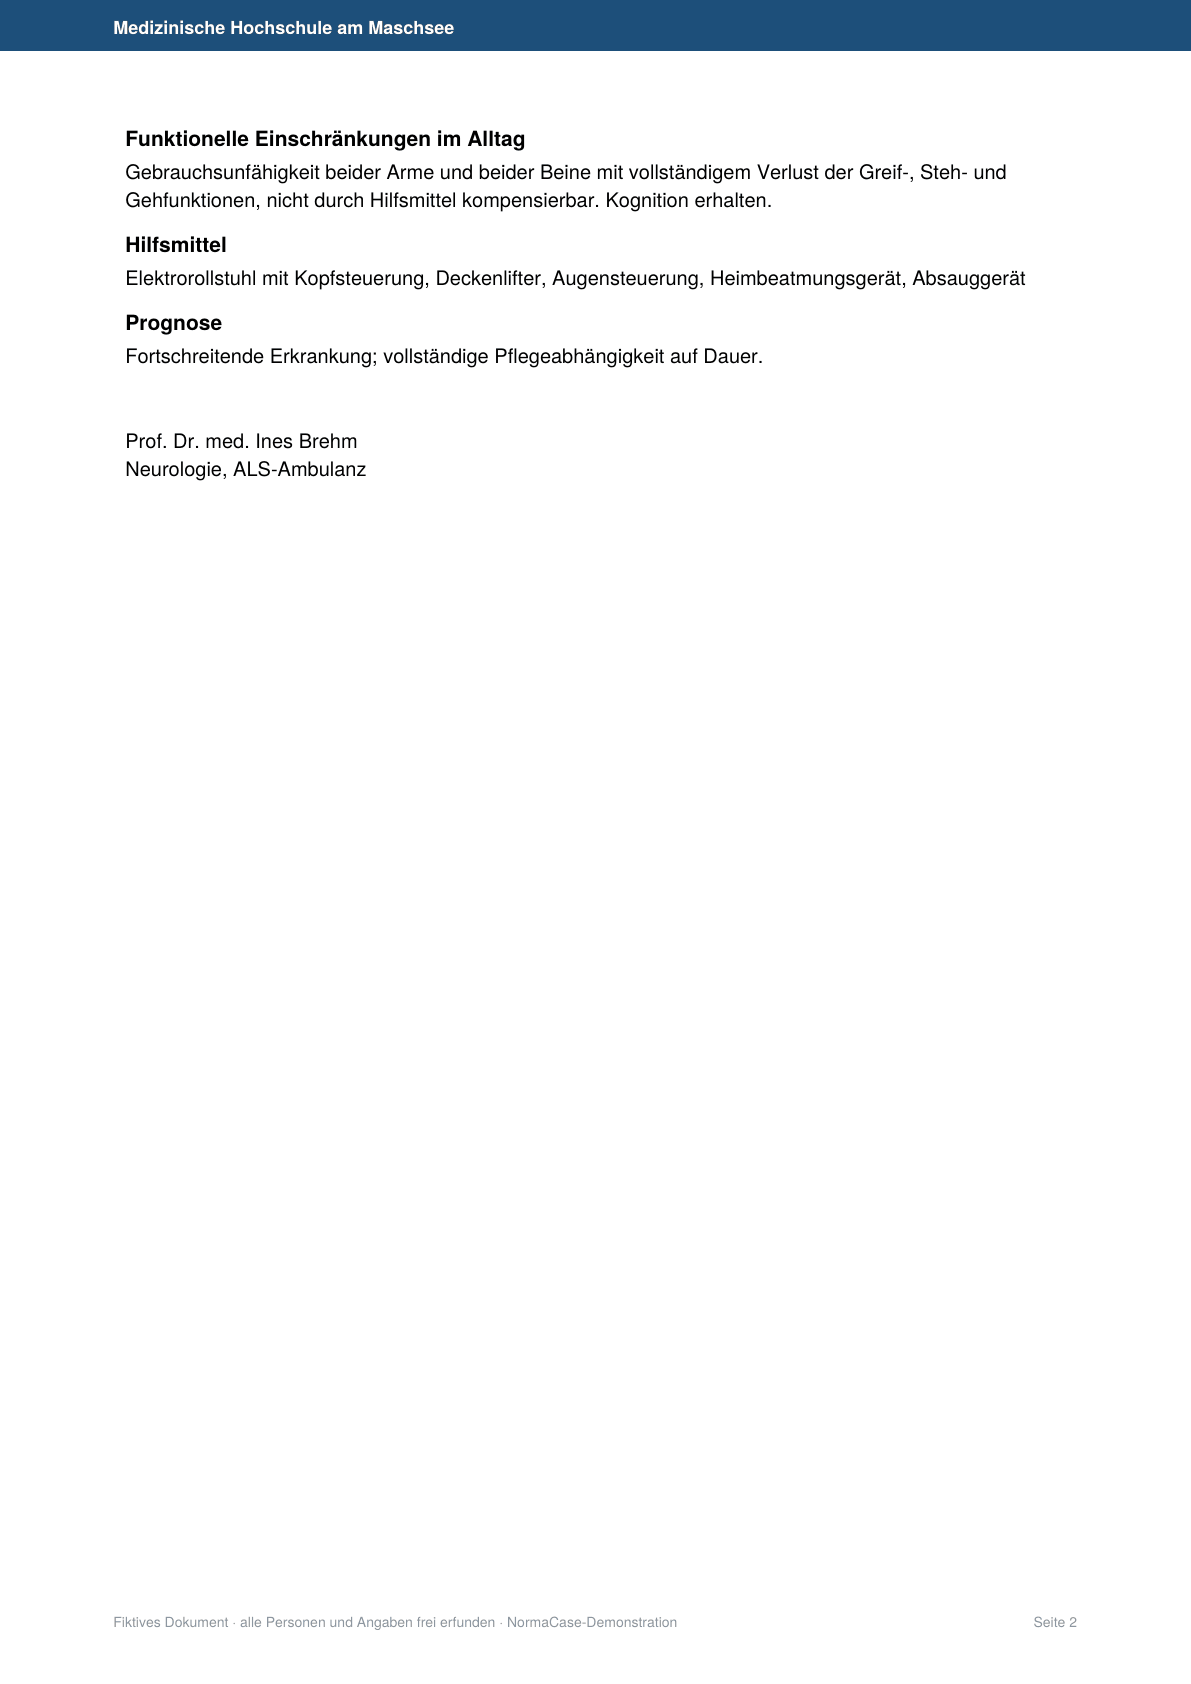 Medizinische Hochschule am Maschsee
Funktionelle Einschränkungen im Alltag
Gebrauchsunfähigkeit beider Arme und beider Beine mit vollständigem Verlust der Greif-, Steh- und
Gehfunktionen, nicht durch Hilfsmittel kompensierbar. Kognition erhalten.
Hilfsmittel
Elektrorollstuhl mit Kopfsteuerung, Deckenlifter, Augensteuerung, Heimbeatmungsgerät, Absauggerät
Prognose
Fortschreitende Erkrankung; vollständige Pflegeabhängigkeit auf Dauer.
Prof. Dr. med. Ines Brehm
Neurologie, ALS-Ambulanz
Fiktives Dokument · alle Personen und Angaben frei erfunden · NormaCase-Demonstration Seite 2